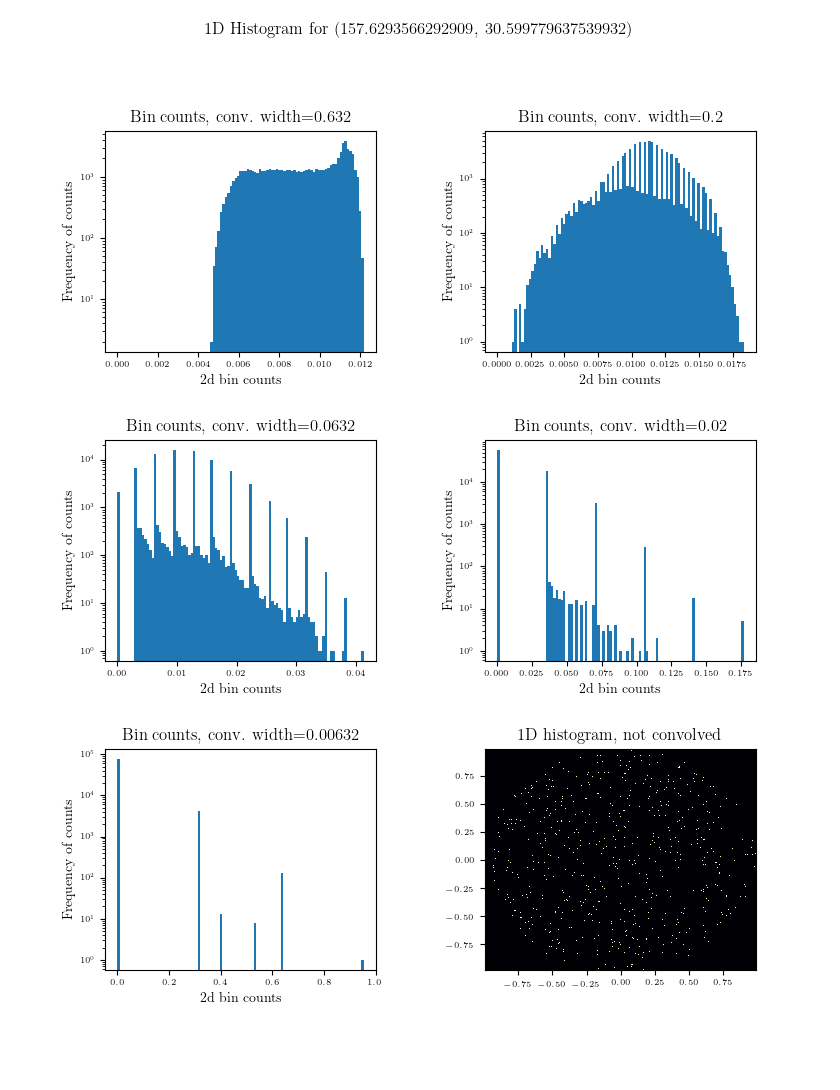 1D Histogram for (157.6293566292909, 30.599779637539932)
Bin counts, conv. width=0.632
Frequency of counts
10³
10²
10¹
0.000 0.002 0.004 0.006 0.008 0.010 0.012
2d bin counts
Bin counts, conv. width=0.2
Frequency of counts
10³
10²
10¹
10⁰
0.0000 0.0025 0.0050 0.0075 0.0100 0.0125 0.0150 0.0175
2d bin counts
Bin counts, conv. width=0.0632
Frequency of counts
10⁴
10³
10²
10¹
10⁰
0.00 0.01 0.02 0.03 0.04
2d bin counts
Bin counts, conv. width=0.02
Frequency of counts
10⁴
10³
10²
10¹
10⁰
0.000 0.025 0.050 0.075 0.100 0.125 0.150 0.175
2d bin counts
Bin counts, conv. width=0.00632
Frequency of counts
10⁵
10⁴
10³
10²
10¹
10⁰
0.0 0.2 0.4 0.6 0.8 1.0
2d bin counts
1D histogram, not convolved
0.75
0.50
0.25
0.00
−0.25
−0.50
−0.75
−0.75 −0.50 −0.25 0.00 0.25 0.50 0.75